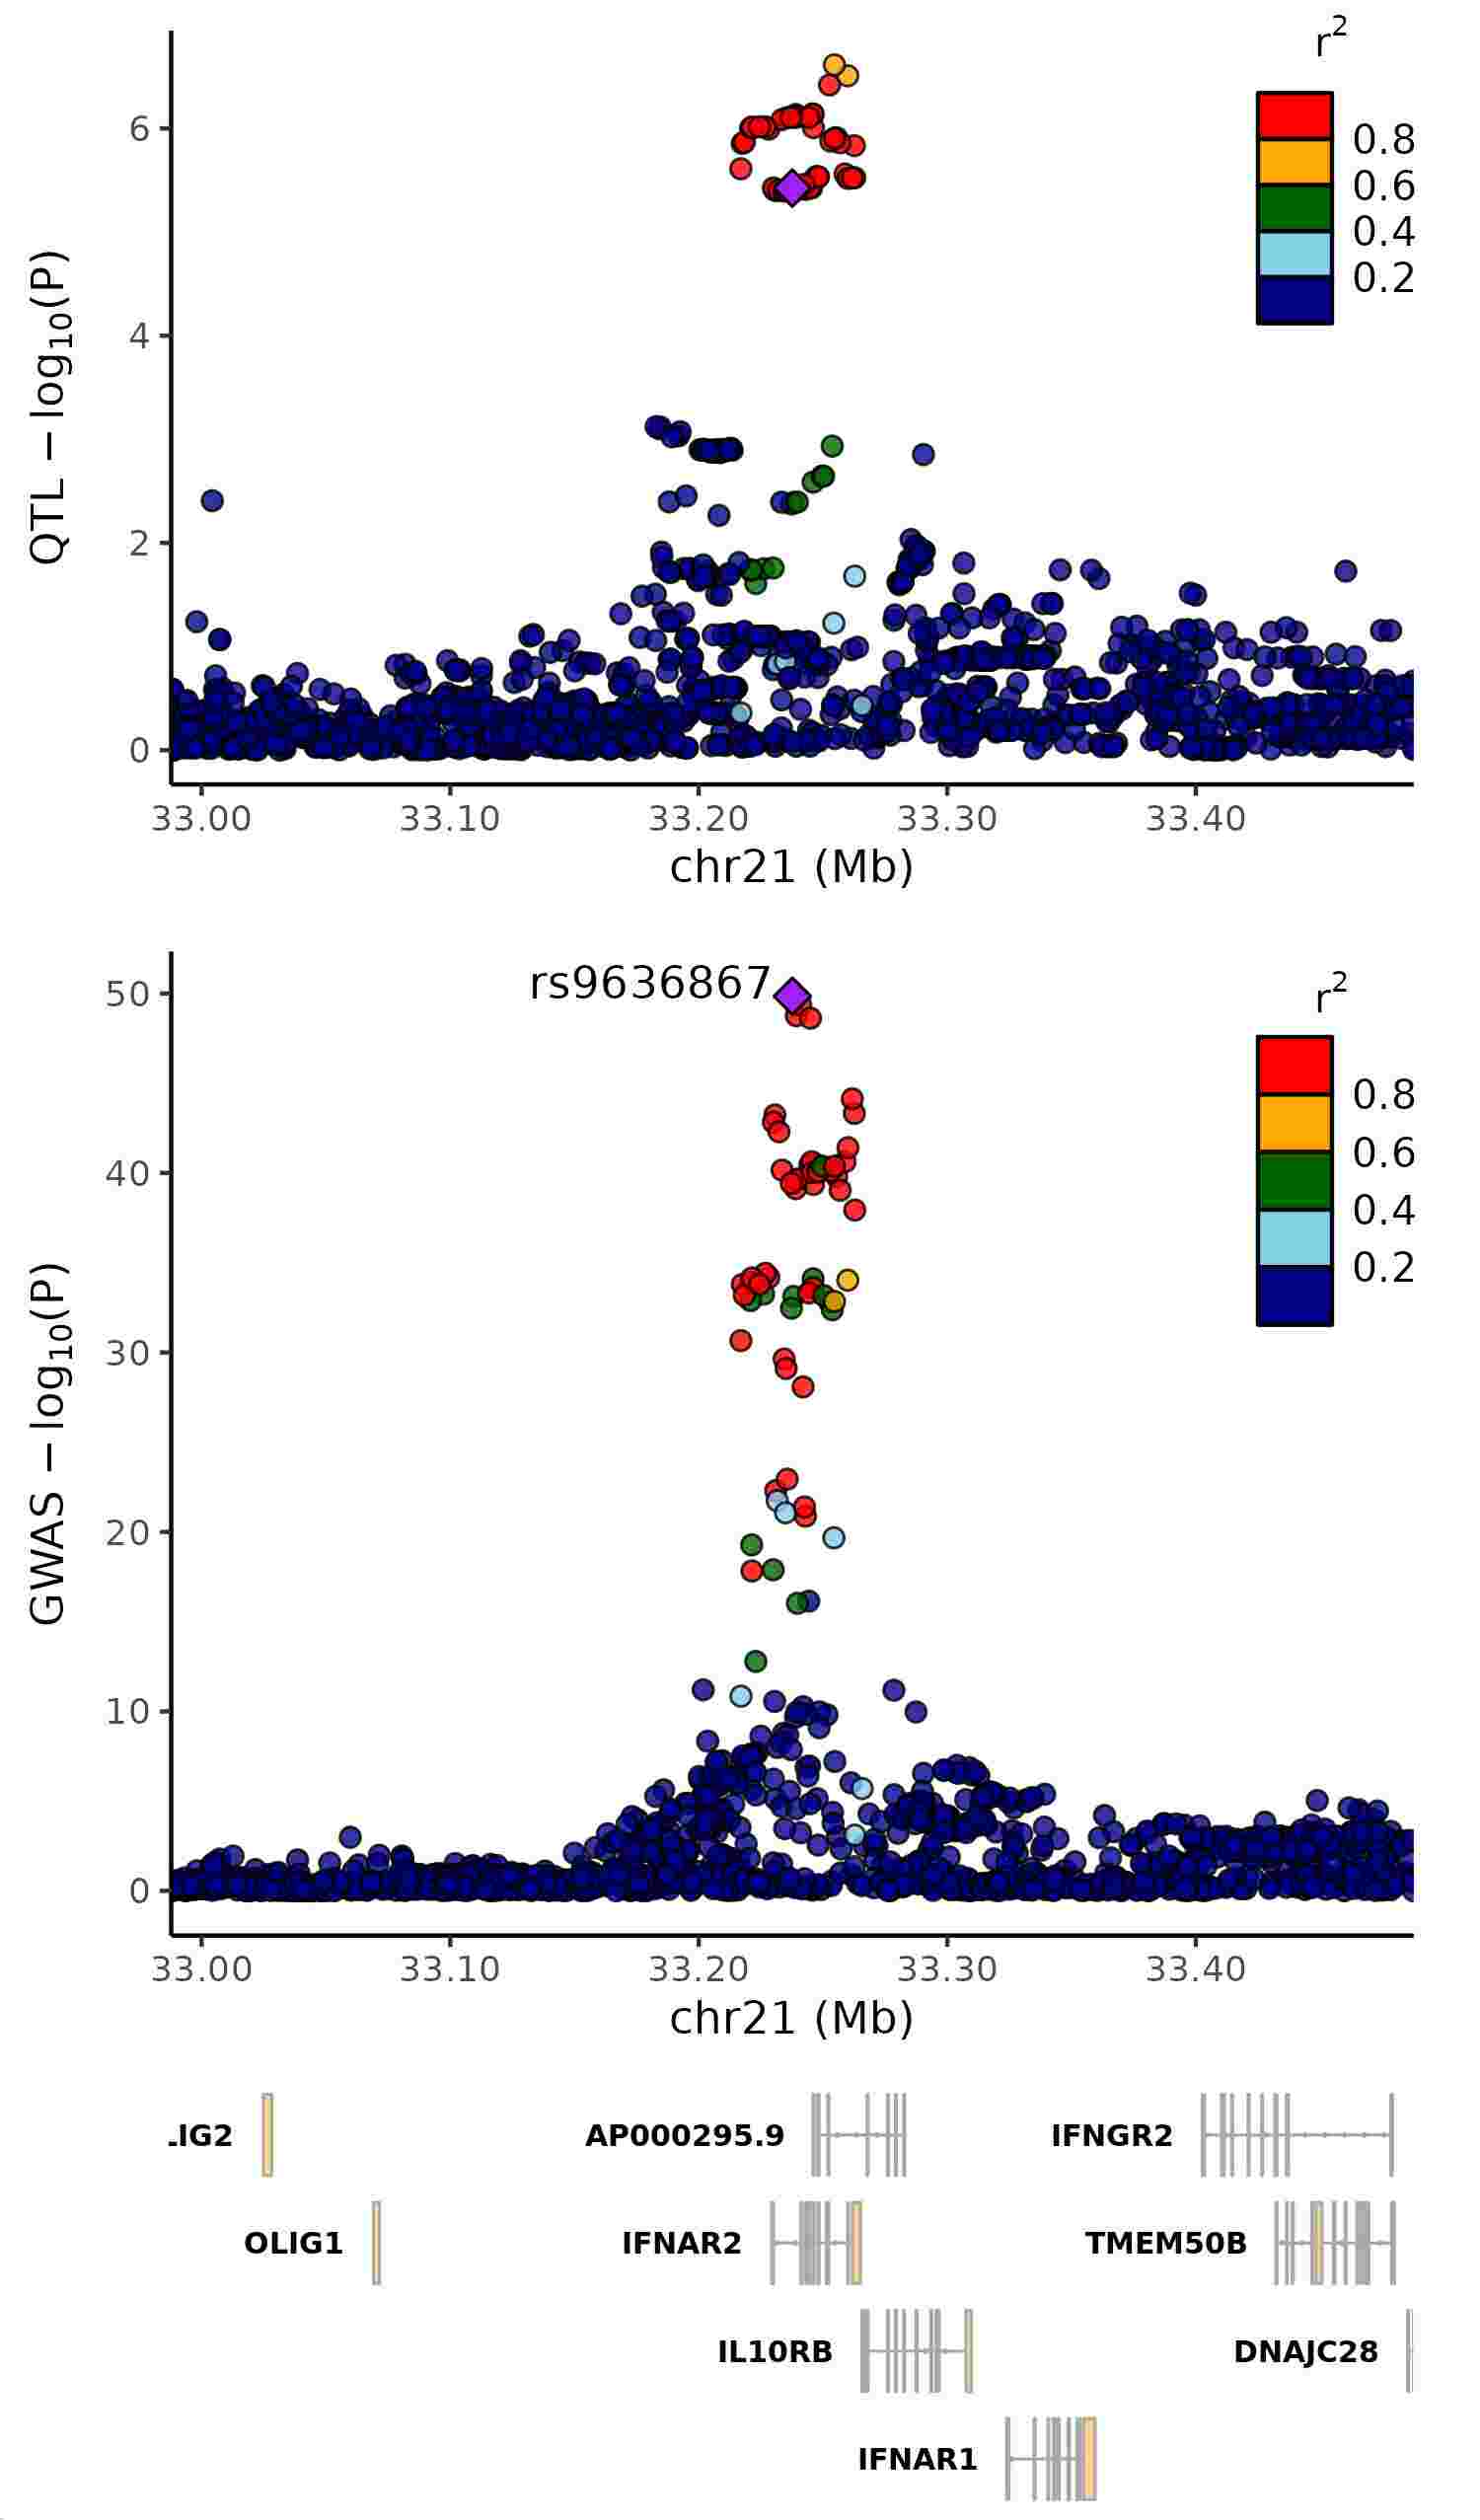 r2
0.8
0.6
0.4
0.2
6
4
2
0
QTL −log10(P)
33.00 33.10 33.20 33.30 33.40
chr21 (Mb)
rs9636867
r2
0.8
0.6
0.4
0.2
50
40
30
20
10
0
GWAS −log10(P)
33.00 33.10 33.20 33.30 33.40
chr21 (Mb)
IG2 AP000295.9 IFNGR2
OLIG1 IFNAR2 TMEM50B
IL10RB DNAJC28
IFNAR1